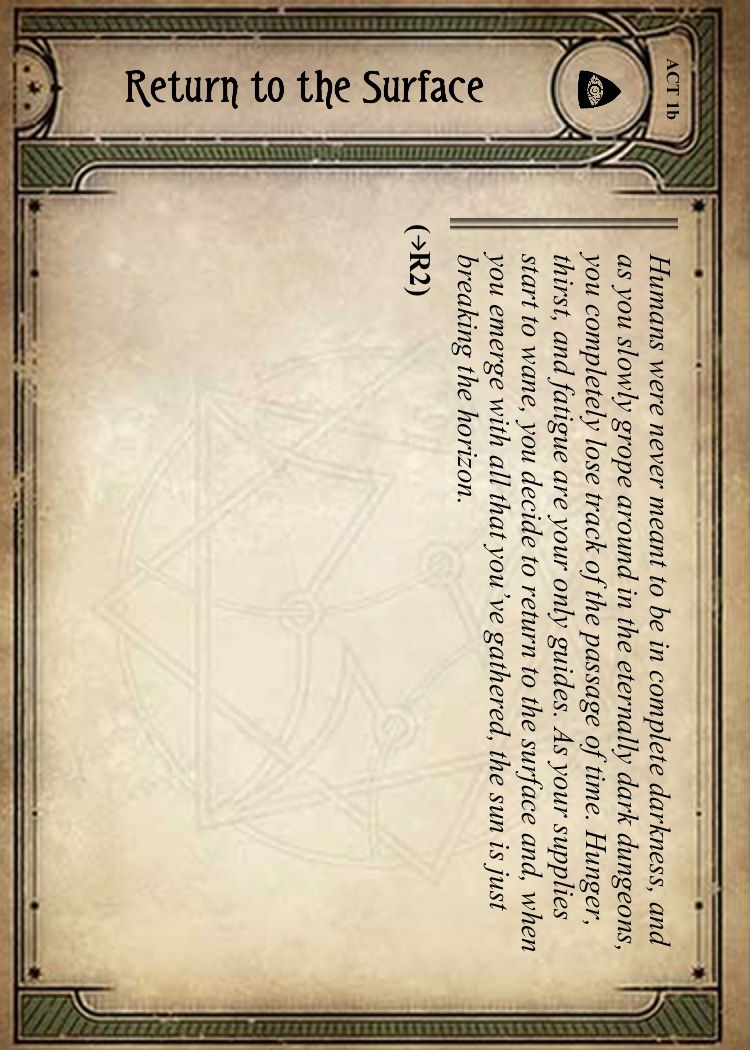 ACT 1b
Return to the Surface
Humans were never meant to be in complete darkness, and
as you slowly grope around in the eternally dark dungeons,
you completely lose track of the passage of time. Hunger,
thirst, and fatigue are your only guides. As your supplies
start to wane, you decide to return to the surface and, when
you emerge with all that you've gathered, the sun is just
breaking the horizon.
(→R2)